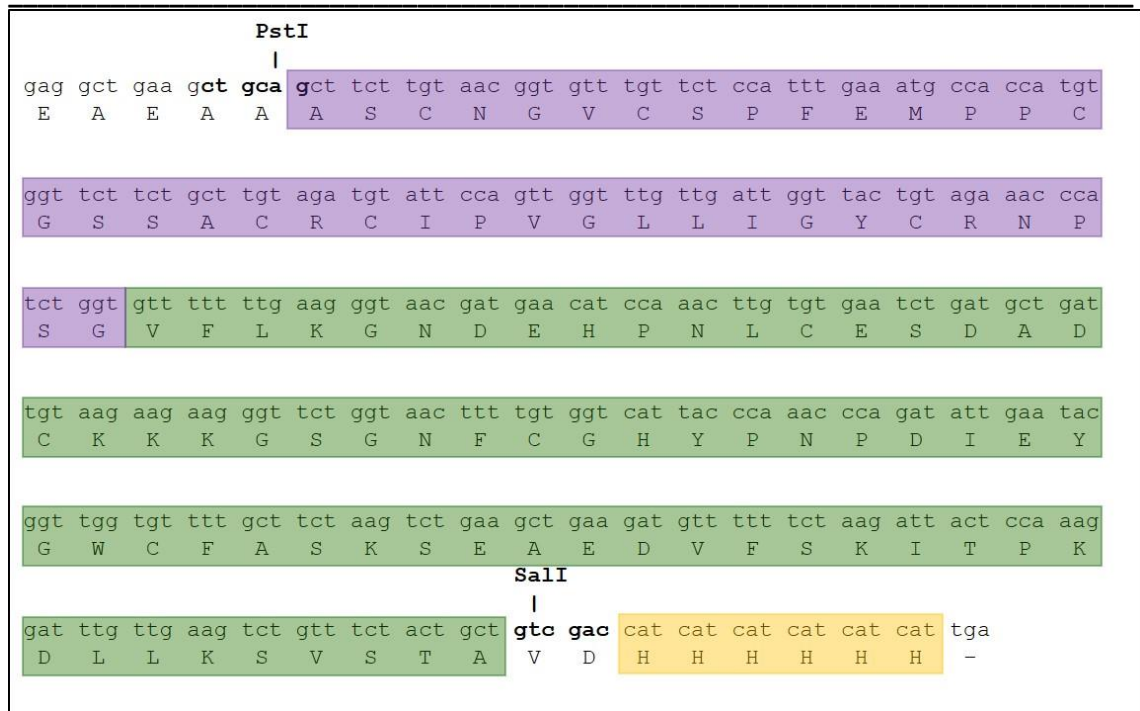 PstI
|
gag gct gaa gct gca gct tct tgt aac ggt gtt tgt tct cca ttt gaa atg cca cca tgt
E A E A A A S C N G V C S P F E M P P C
ggt tct tct gct tgt aga tgt att cca gtt ggt ttg ttg att ggt tac tgt aga aac cca
G S S A C R C I P V G L L I G Y C R N P
tct ggt gtt ttt ttg aag ggt aac gat gaa cat cca aac ttg tgt gaa tct gat gct gat
S G V F L K G N D E H P N L C E S D A D
tgt aag aag aag ggt tct ggt aac ttt tgt ggt cat tac cca aac cca gat att gaa tac
C K K K G S G N F C G H Y P N P D I E Y
ggt tgg tgt ttt gct tct aag tct gaa gct gaa gat gtt ttt tct aag att act cca aag
G W C F A S K S E A E D V F S K I T P K
SalI
|
gat ttg ttg aag tct gtt tct act gct gtc gac cat cat cat cat cat cat tga
D L L K S V S T A V D H H H H H H –